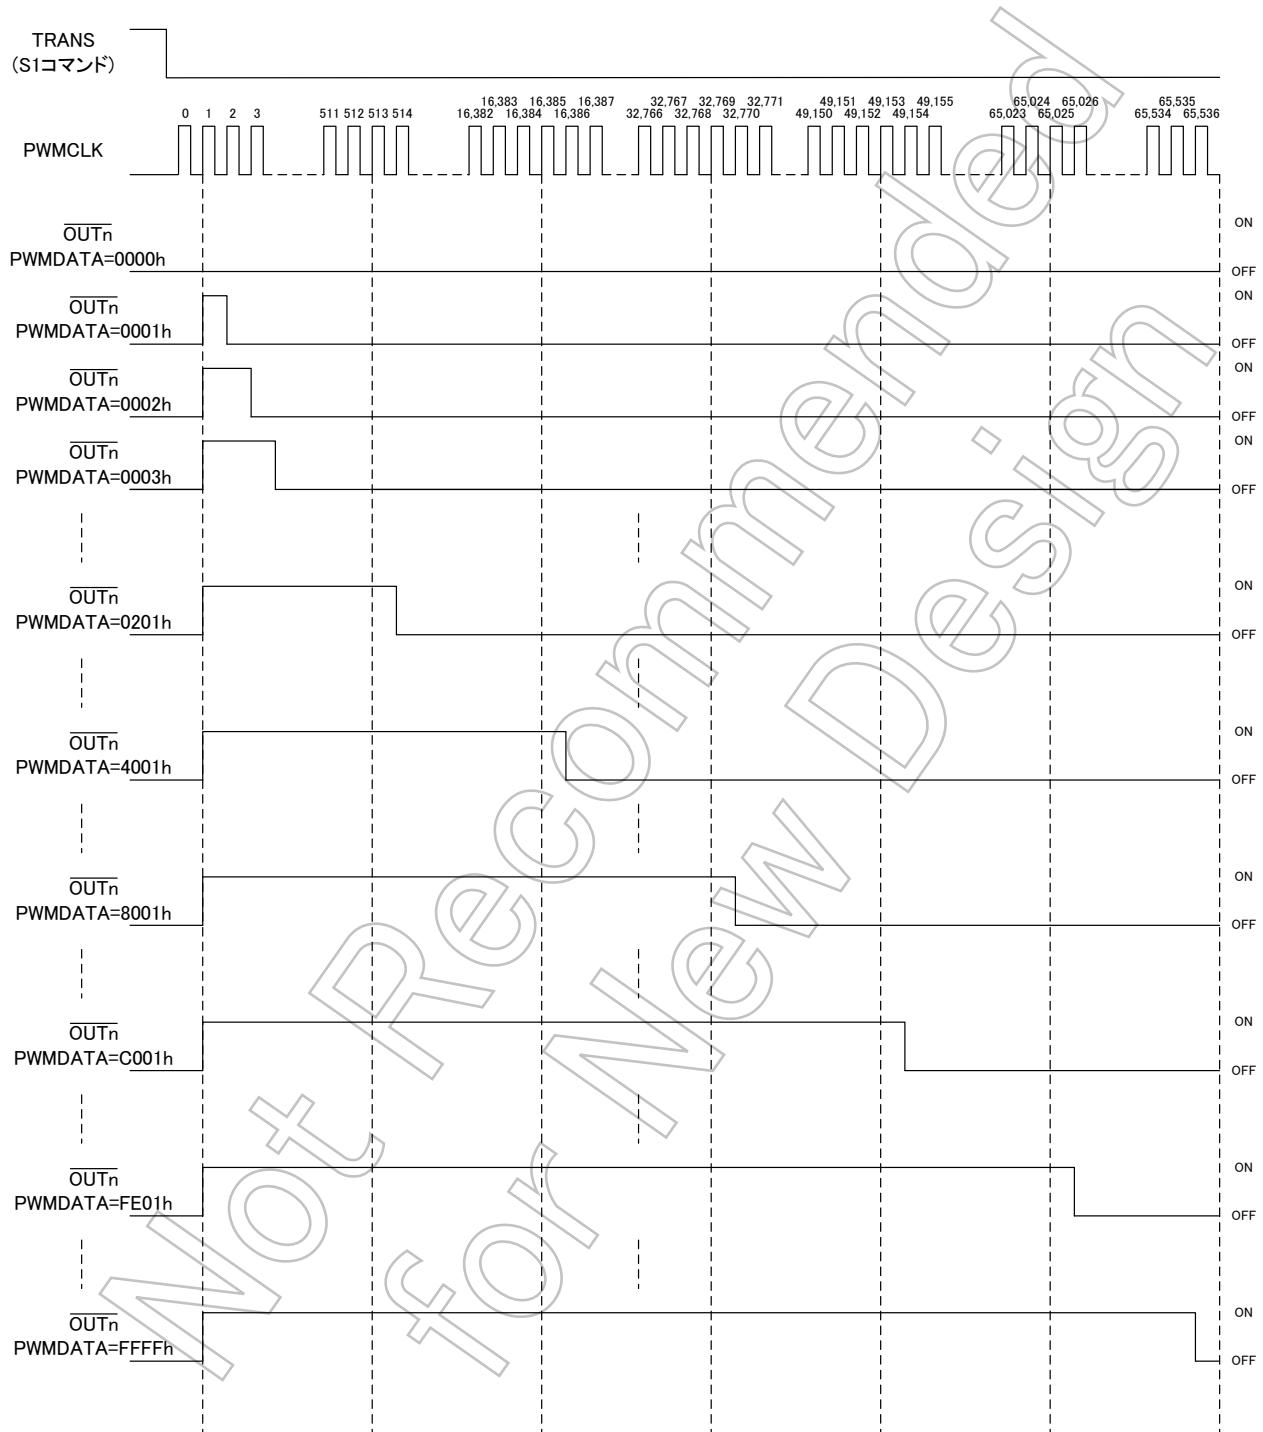 TRANS
(S1コマンド)
0 1 2 3
511 512 513 514
16,383 16,385 16,387
16,382 16,384 16,386
32,767 32,769 32,771
32,766 32,768 32,770
49,151 49,153 49,155
49,150 49,152 49,154
65,024 65,026
65,023 65,025
65,535
65,534 65,536
PWMCLK
OUTn
PWMDATA=0000h
ON
OFF
OUTn
PWMDATA=0001h
ON
OFF
OUTn
PWMDATA=0002h
ON
OFF
OUTn
PWMDATA=0003h
ON
OFF
OUTn
PWMDATA=0201h
ON
OFF
OUTn
PWMDATA=4001h
ON
OFF
OUTn
PWMDATA=8001h
ON
OFF
OUTn
PWMDATA=C001h
ON
OFF
OUTn
PWMDATA=FE01h
ON
OFF
OUTn
PWMDATA=FFFFh
ON
OFF
Not Recommended
for New Design